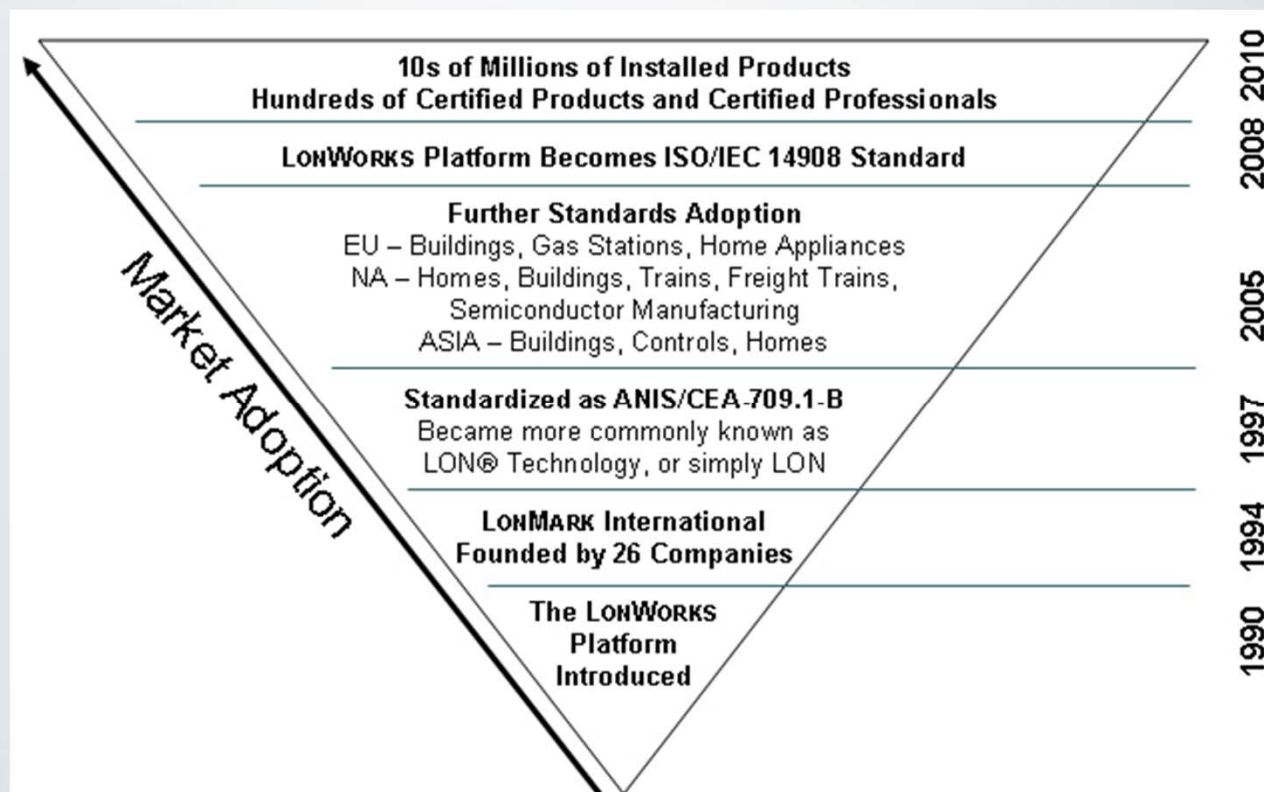 10s of Millions of Installed Products
Hundreds of Certified Products and Certified Professionals
LONWORKS Platform Becomes ISO/IEC 14908 Standard
Further Standards Adoption
EU – Buildings, Gas Stations, Home Appliances
NA – Homes, Buildings, Trains, Freight Trains,
Semiconductor Manufacturing
ASIA – Buildings, Controls, Homes
Standardized as ANIS/CEA-709.1-B
Became more commonly known as
LON® Technology, or simply LON
LONMARK International
Founded by 26 Companies
The LONWORKS
Platform
Introduced
Market Adoption
2010
2008
2005
1997
1994
1990